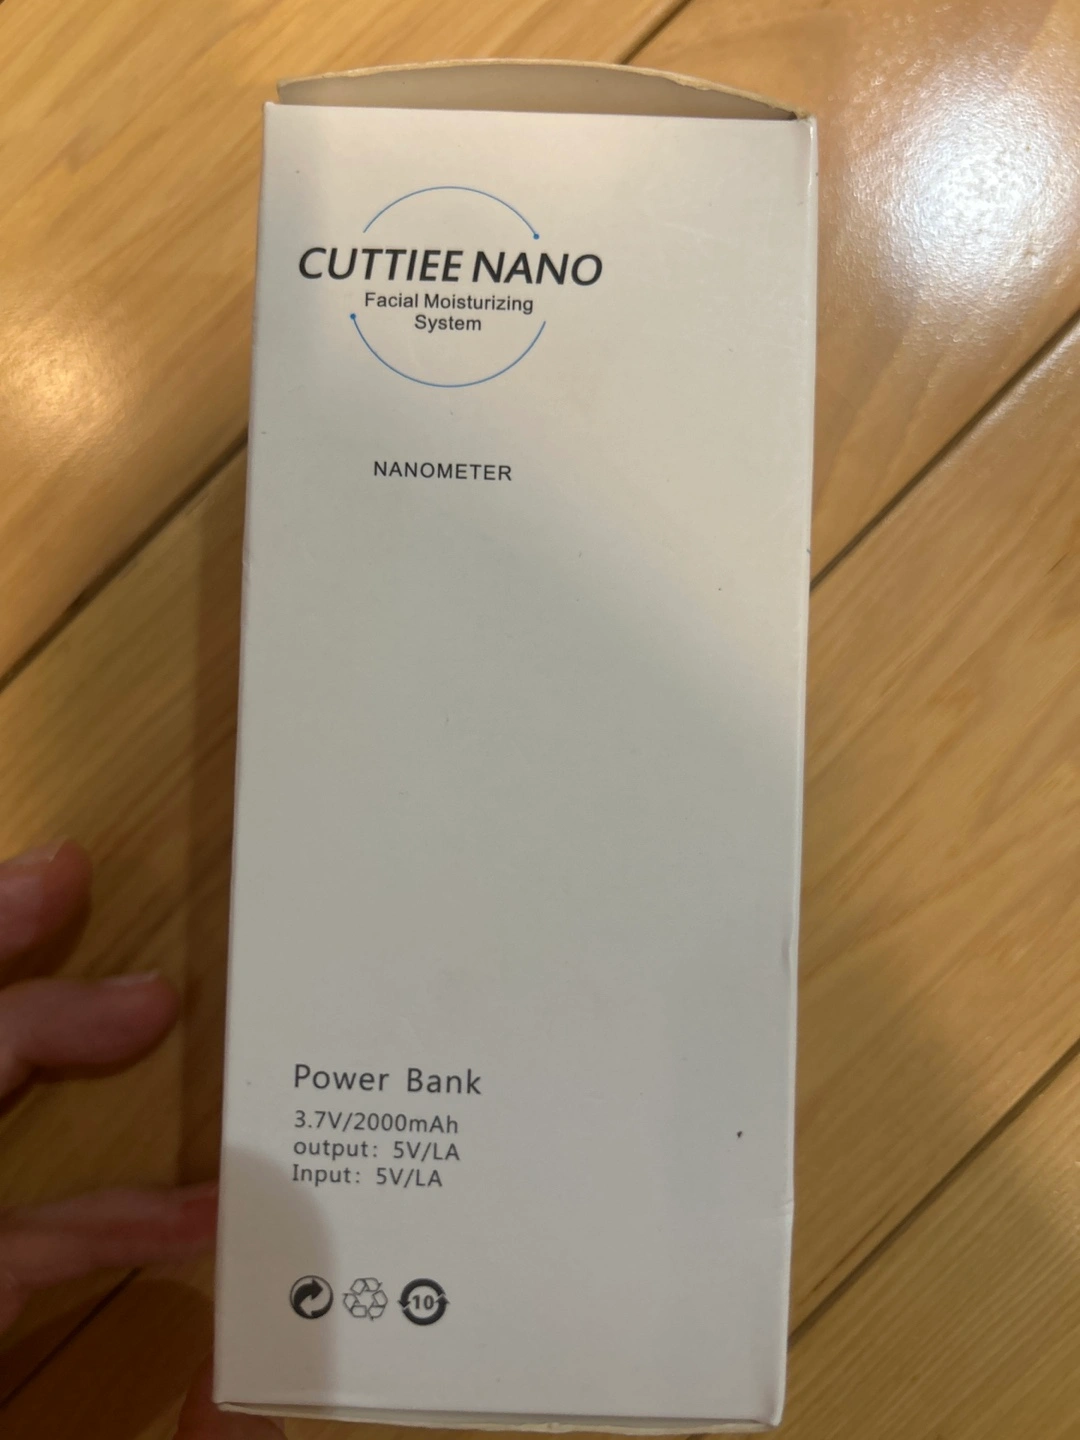 CUTTIEE NANO
Facial Moisturizing
System
NANOMETER
Power Bank
3.7V/2000mAh
output: 5V/LA
Input: 5V/LA
10